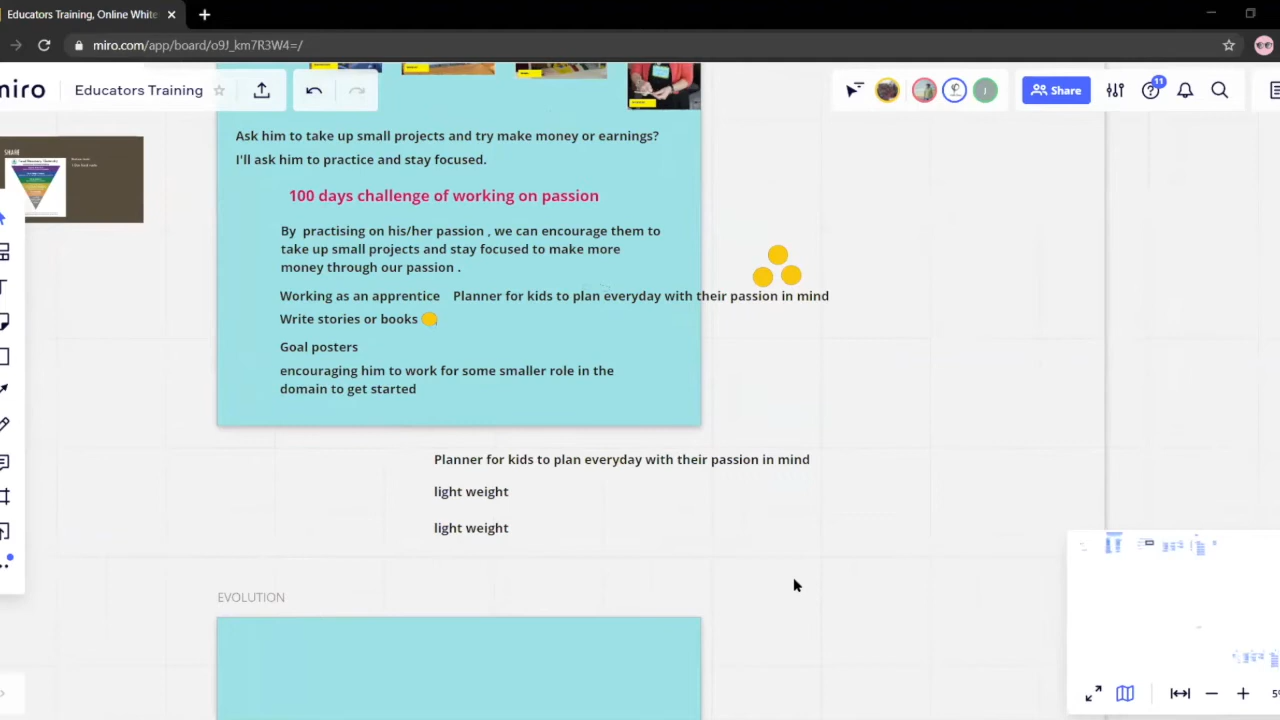 Educators Training, Online White
miro.com/app/board/o9J_km7R3W4=/
miro
Educators Training
Share
11
SHARE
Ask him to take up small projects and try make money or earnings?
I'll ask him to practice and stay focused.
100 days challenge of working on passion
By practising on his/her passion , we can encourage them to
take up small projects and stay focused to make more
money through our passion .
Working as an apprentice
Planner for kids to plan everyday with their passion in mind
Write stories or books
Goal posters
encouraging him to work for some smaller role in the
domain to get started
Planner for kids to plan everyday with their passion in mind
light weight
light weight
EVOLUTION